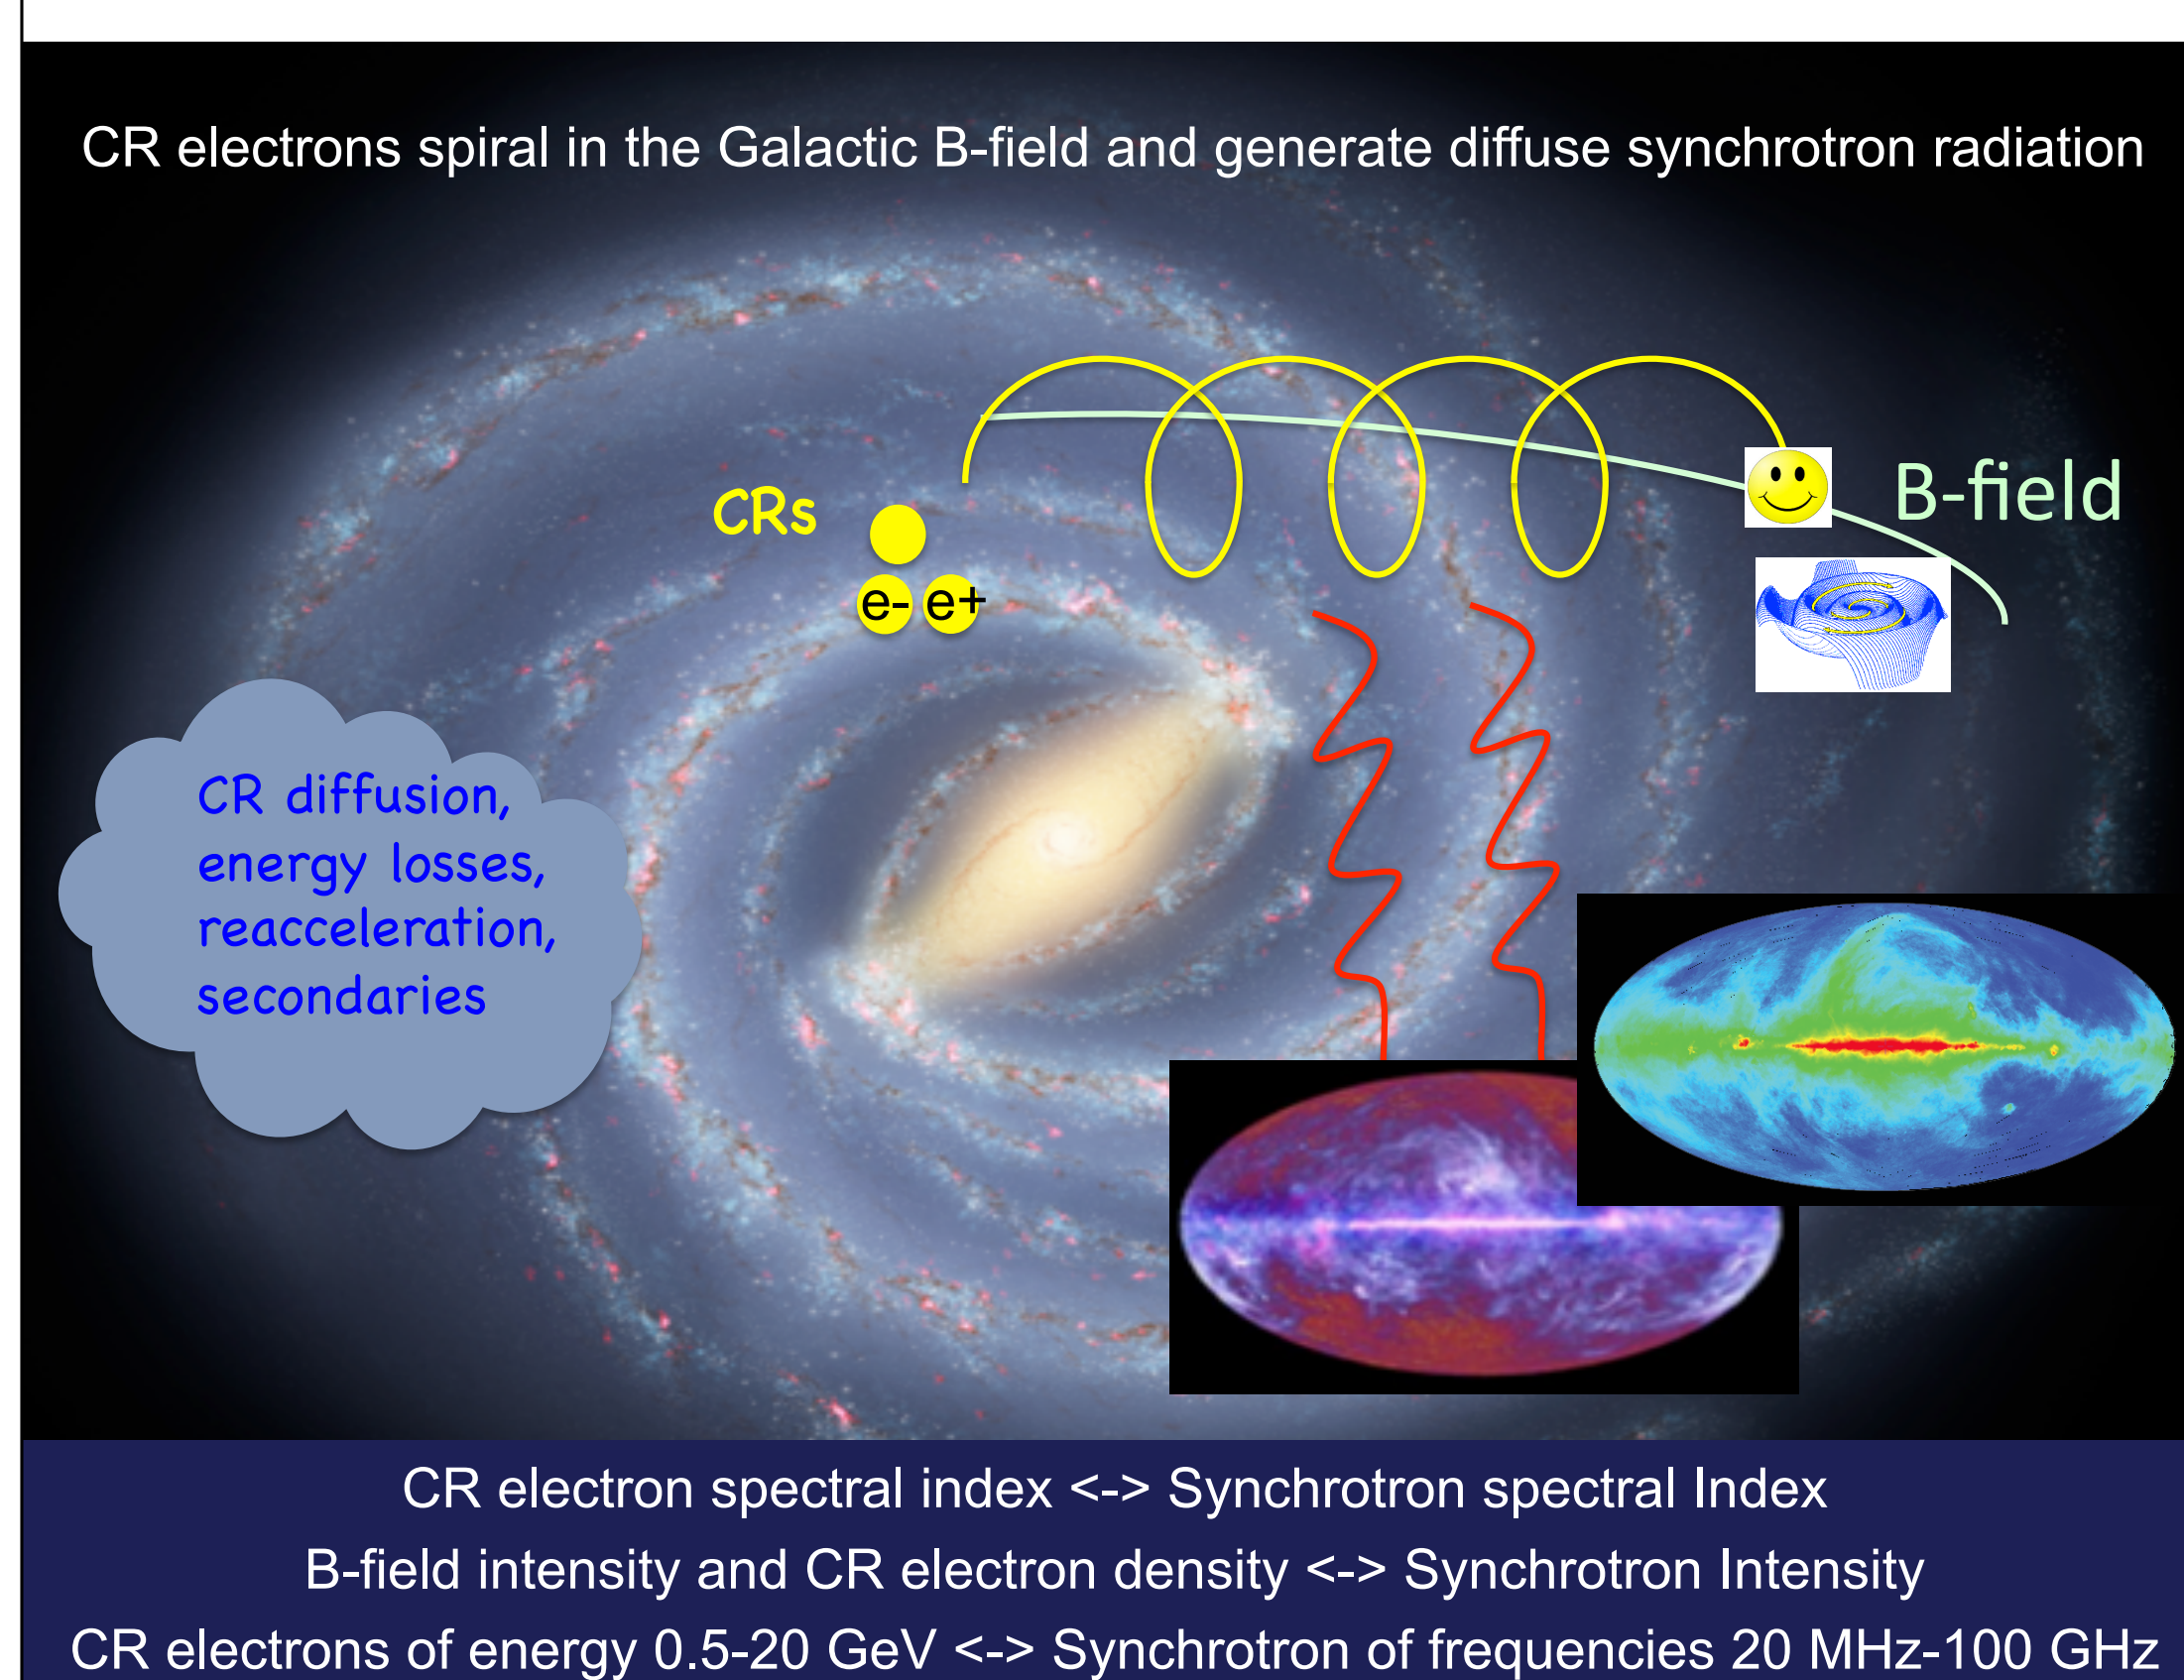 CR electrons spiral in the Galactic B-field and generate diffuse synchrotron radiation
CRs
B-field
e- e+
CR diffusion,
energy losses,
reacceleration,
secondaries
CR electron spectral index <-> Synchrotron spectral Index
B-field intensity and CR electron density <-> Synchrotron Intensity
CR electrons of energy 0.5-20 GeV <-> Synchrotron of frequencies 20 MHz-100 GHz